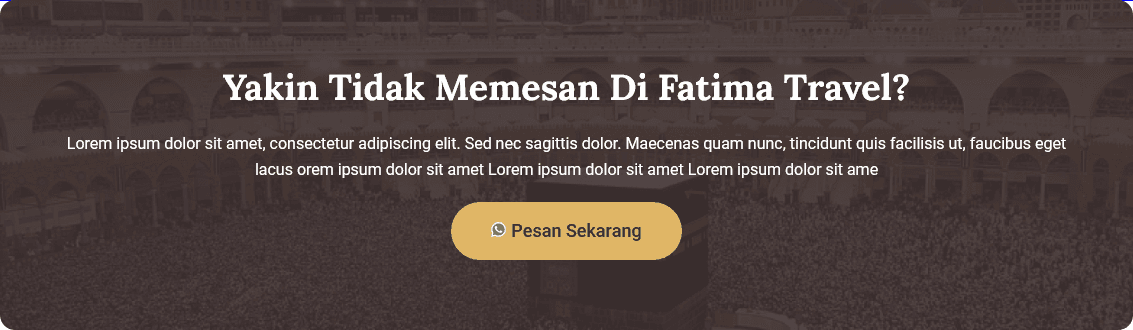 Yakin Tidak Memesan Di Fatima Travel?
Lorem ipsum dolor sit amet, consectetur adipiscing elit. Sed nec sagittis dolor. Maecenas quam nunc, tincidunt quis facilisis ut, faucibus eget
lacus orem ipsum dolor sit amet Lorem ipsum dolor sit amet Lorem ipsum dolor sit ame
Pesan Sekarang